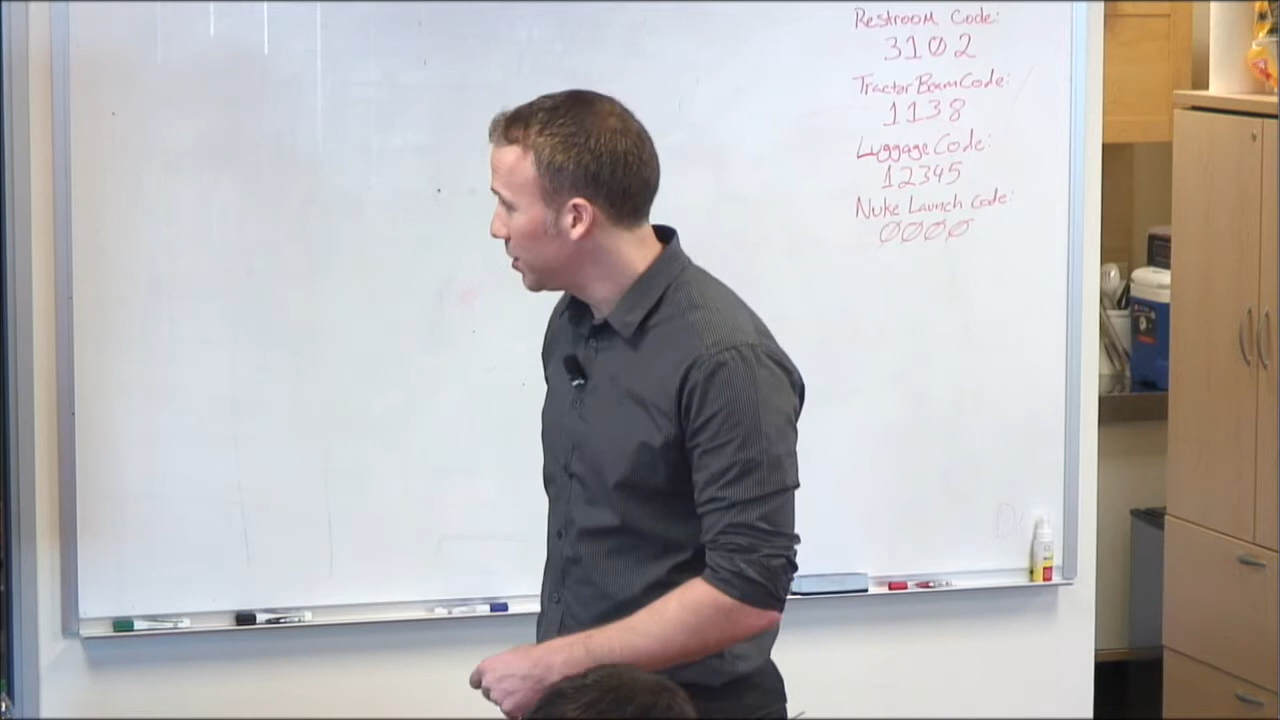 Restroom Code:
3102
Tractor Beam Code:
1138
Luggage Code:
12345
Nuke Launch Code:
0000